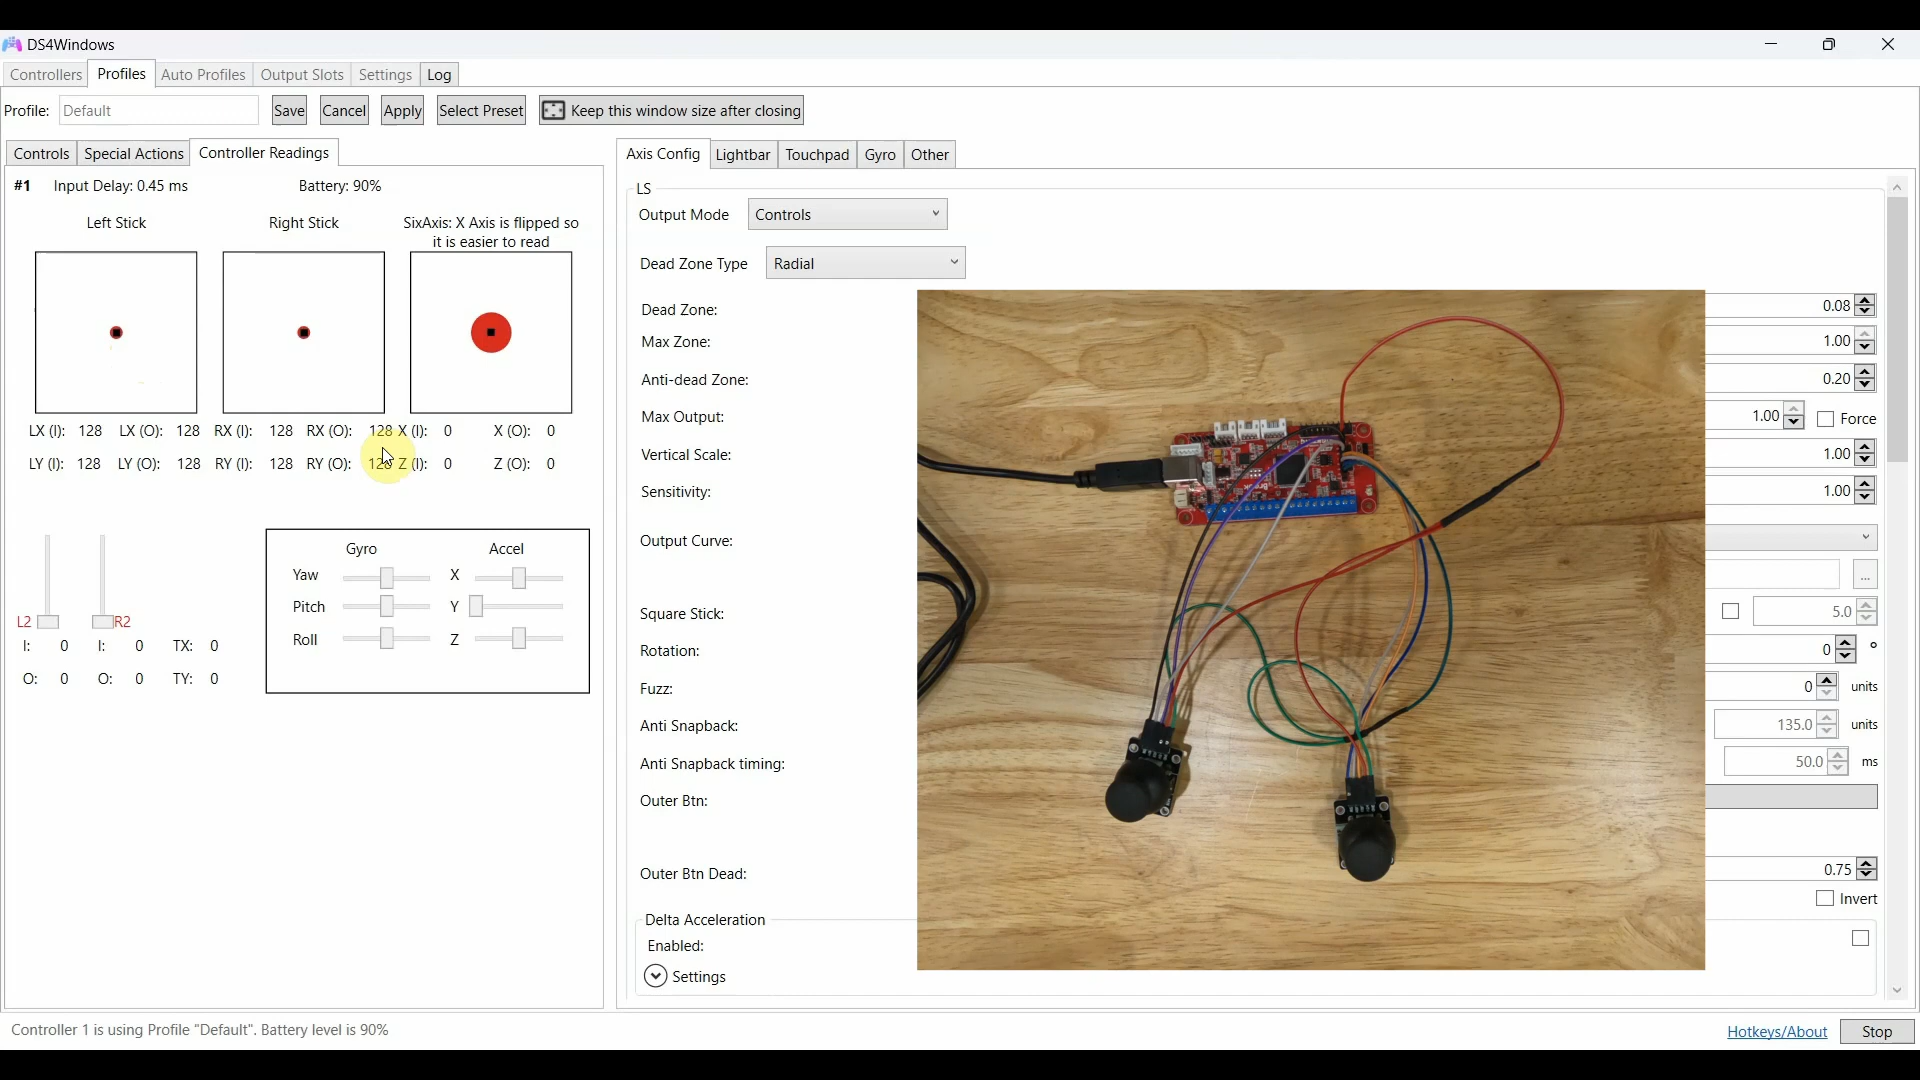 DS4Windows
Controllers Profiles Auto Profiles Output Slots Settings Log
Profile: Default Save Cancel Apply Select Preset Keep this window size after closing
Controls Special Actions Controller Readings
#1 Input Delay: 0.45 ms Battery: 90%
Left Stick Right Stick SixAxis: X Axis is flipped so
it is easier to read
LX (I): 128 LX (O): 128 RX (I): 128 RX (O): 128 X (I): 0 X (O): 0
LY (I): 128 LY (O): 128 RY (I): 128 RY (O): 128 Z (I): 0 Z (O): 0
Gyro Accel
Yaw X
Pitch Y
Roll Z
L2 R2
I: 0 I: 0 TX: 0
O: 0 O: 0 TY: 0
Axis Config Lightbar Touchpad Gyro Other
LS
Output Mode Controls
Dead Zone Type Radial
Dead Zone: 0.08
Max Zone: 1.00
Anti-dead Zone: 0.20
Max Output: 1.00 Force
Vertical Scale: 1.00
Sensitivity: 1.00
Output Curve:
...
Square Stick: 5.0
Rotation: 0 °
Fuzz: 0 units
Anti Snapback: 135.0 units
Anti Snapback timing: 50.0 ms
Outer Btn:
Outer Btn Dead: 0.75
Invert
Delta Acceleration
Enabled:
Settings
Controller 1 is using Profile "Default". Battery level is 90%
Hotkeys/About Stop